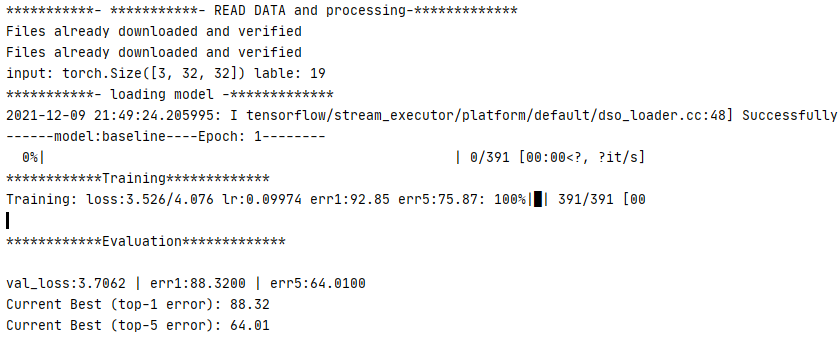 ***********- ***********- READ DATA and processing-*************
Files already downloaded and verified
Files already downloaded and verified
input: torch.Size([3, 32, 32]) lable: 19
***********- loading model -*************
2021-12-09 21:49:24.205995: I tensorflow/stream_executor/platform/default/dso_loader.cc:48] Successfully
------model:baseline----Epoch: 1--------
0%| | 0/391 [00:00<?, ?it/s]
************Training*************
Training: loss:3.526/4.076 lr:0.09974 err1:92.85 err5:75.87: 100%|█| 391/391 [00
************Evaluation*************
val_loss:3.7062 | err1:88.3200 | err5:64.0100
Current Best (top-1 error): 88.32
Current Best (top-5 error): 64.01